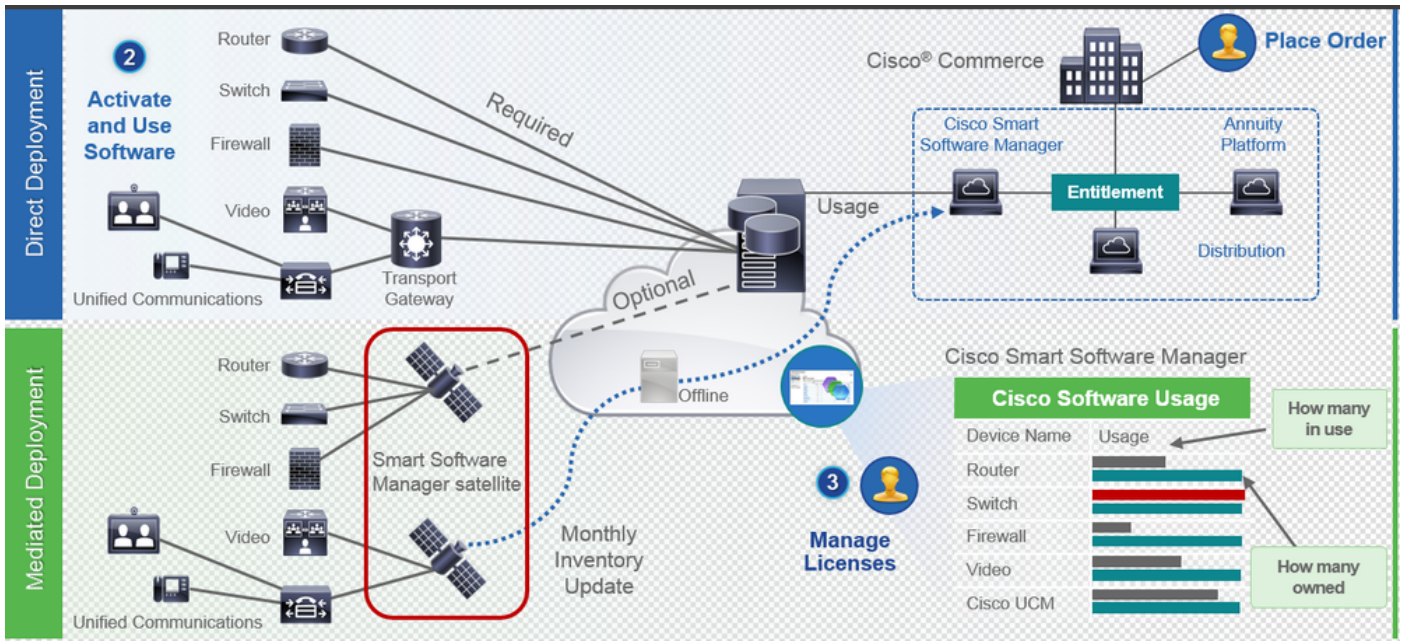 Direct Deployment
2
Activate
and Use
Software
Router
Switch
Firewall
Video
Unified Communications
Transport
Gateway
Required
Optional
Usage
Cisco® Commerce
Place Order
Cisco Smart
Software Manager
Annuity
Platform
Entitlement
Distribution
Mediated Deployment
Router
Switch
Firewall
Video
Unified Communications
Smart Software
Manager satellite
Offline
Monthly
Inventory
Update
3
Manage
Licenses
Cisco Smart Software Manager
Cisco Software Usage
Device Name
Usage
Router
Switch
Firewall
Video
Cisco UCM
How many
in use
How many
owned